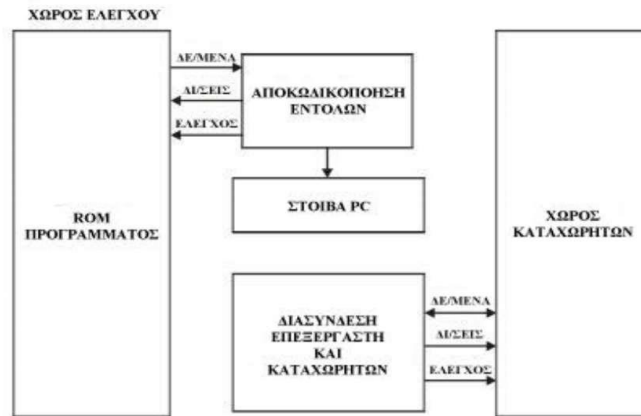 ΧΩΡΟΣ ΕΛΕΓΧΟΥ
ROM
ΠΡΟΓΡΑΜΜΑΤΟΣ
ΔΕ/ΜΕΝΑ
ΔΙ/ΣΕΙΣ
ΕΛΕΓΧΟΣ
ΑΠΟΚΩΔΙΚΟΠΟΙΗΣΗ
ΕΝΤΟΛΩΝ
ΣΤΟΙΒΑ PC
ΔΙΑΣΥΝΔΕΣΗ
ΕΠΕΞΕΡΓΑΣΤΗ
ΚΑΙ
ΚΑΤΑΧΩΡΗΤΩΝ
ΔΕ/ΜΕΝΑ
ΔΙ/ΣΕΙΣ
ΕΛΕΓΧΟΣ
ΧΩΡΟΣ
ΚΑΤΑΧΩΡΗΤΩΝ